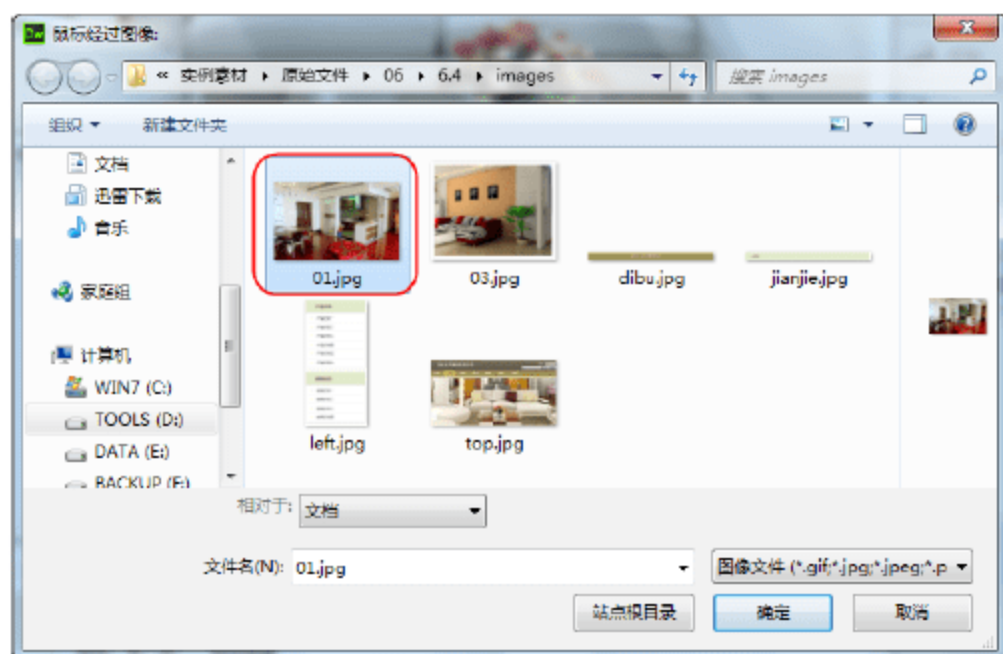 Dw 鼠标经过图像:
« 实例素材 ▸ 原始文件 ▸ 06 ▸ 6.4 ▸ images
搜索 images
组织 新建文件夹
文档
迅雷下载
音乐
家庭组
计算机
WIN7 (C:)
TOOLS (D:)
DATA (E:)
BACKUP (F:)
01.jpg 03.jpg dibu.jpg jianjie.jpg
left.jpg top.jpg
相对于: 文档
文件名(N): 01.jpg 图像文件 (*.gif;*.jpg;*.jpeg;*.p
站点根目录 确定 取消